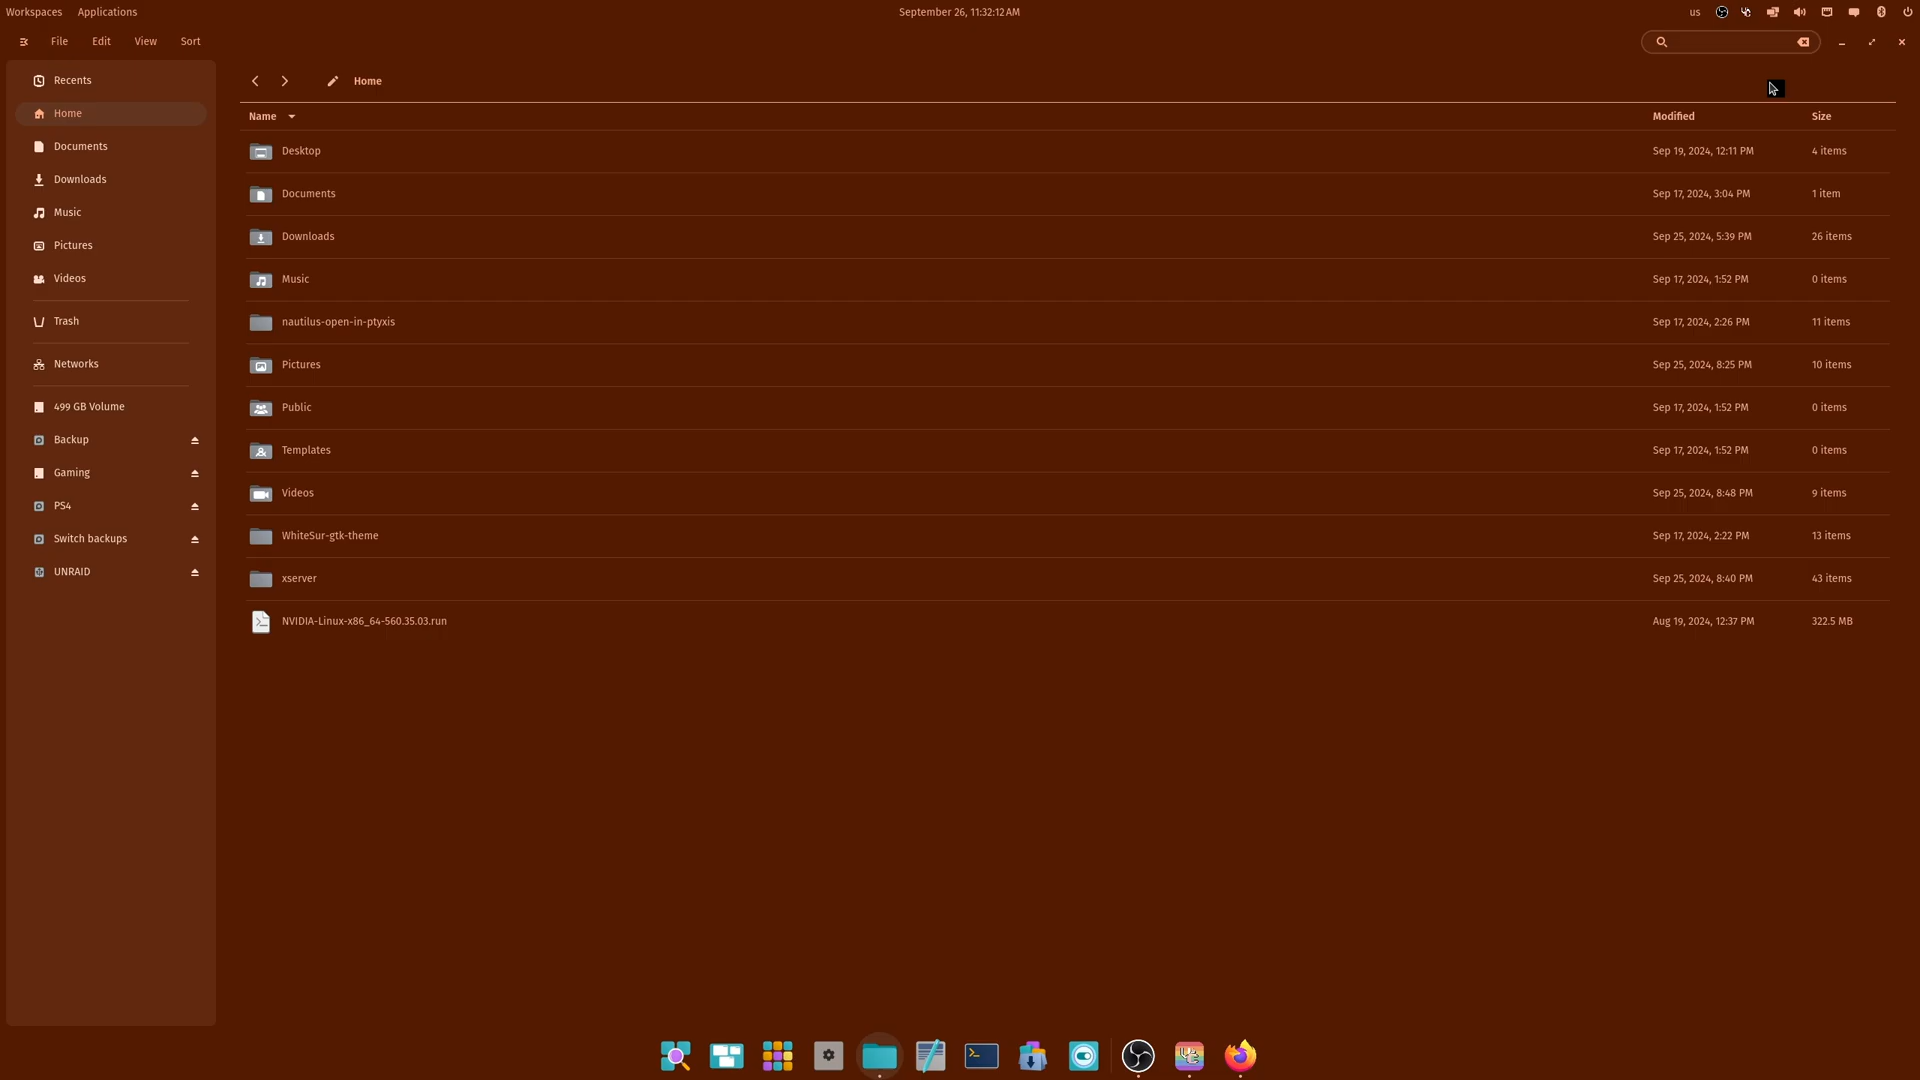 Workspaces Applications September 26, 11:32:12 AM us
File Edit View Sort
Recents
Home
Documents
Downloads
Music
Pictures
Videos
Trash
Networks
499 GB Volume
Backup
Gaming
PS4
Switch backups
UNRAID
Home
Name Modified Size
Desktop Sep 19, 2024, 12:11 PM 4 items
Documents Sep 17, 2024, 3:04 PM 1 item
Downloads Sep 25, 2024, 5:39 PM 26 items
Music Sep 17, 2024, 1:52 PM 0 items
nautilus-open-in-ptyxis Sep 17, 2024, 2:26 PM 11 items
Pictures Sep 25, 2024, 8:25 PM 10 items
Public Sep 17, 2024, 1:52 PM 0 items
Templates Sep 17, 2024, 1:52 PM 0 items
Videos Sep 25, 2024, 8:48 PM 9 items
WhiteSur-gtk-theme Sep 17, 2024, 2:22 PM 13 items
xserver Sep 25, 2024, 8:40 PM 43 items
NVIDIA-Linux-x86_64-560.35.03.run Aug 19, 2024, 12:37 PM 322.5 MB